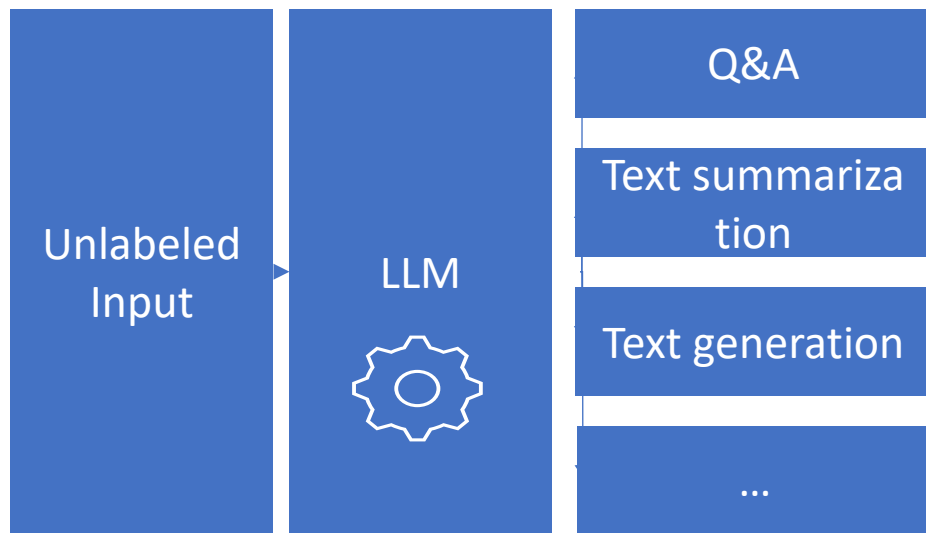 Unlabeled
Input
LLM
Q&A
Text summariza
tion
Text generation
...